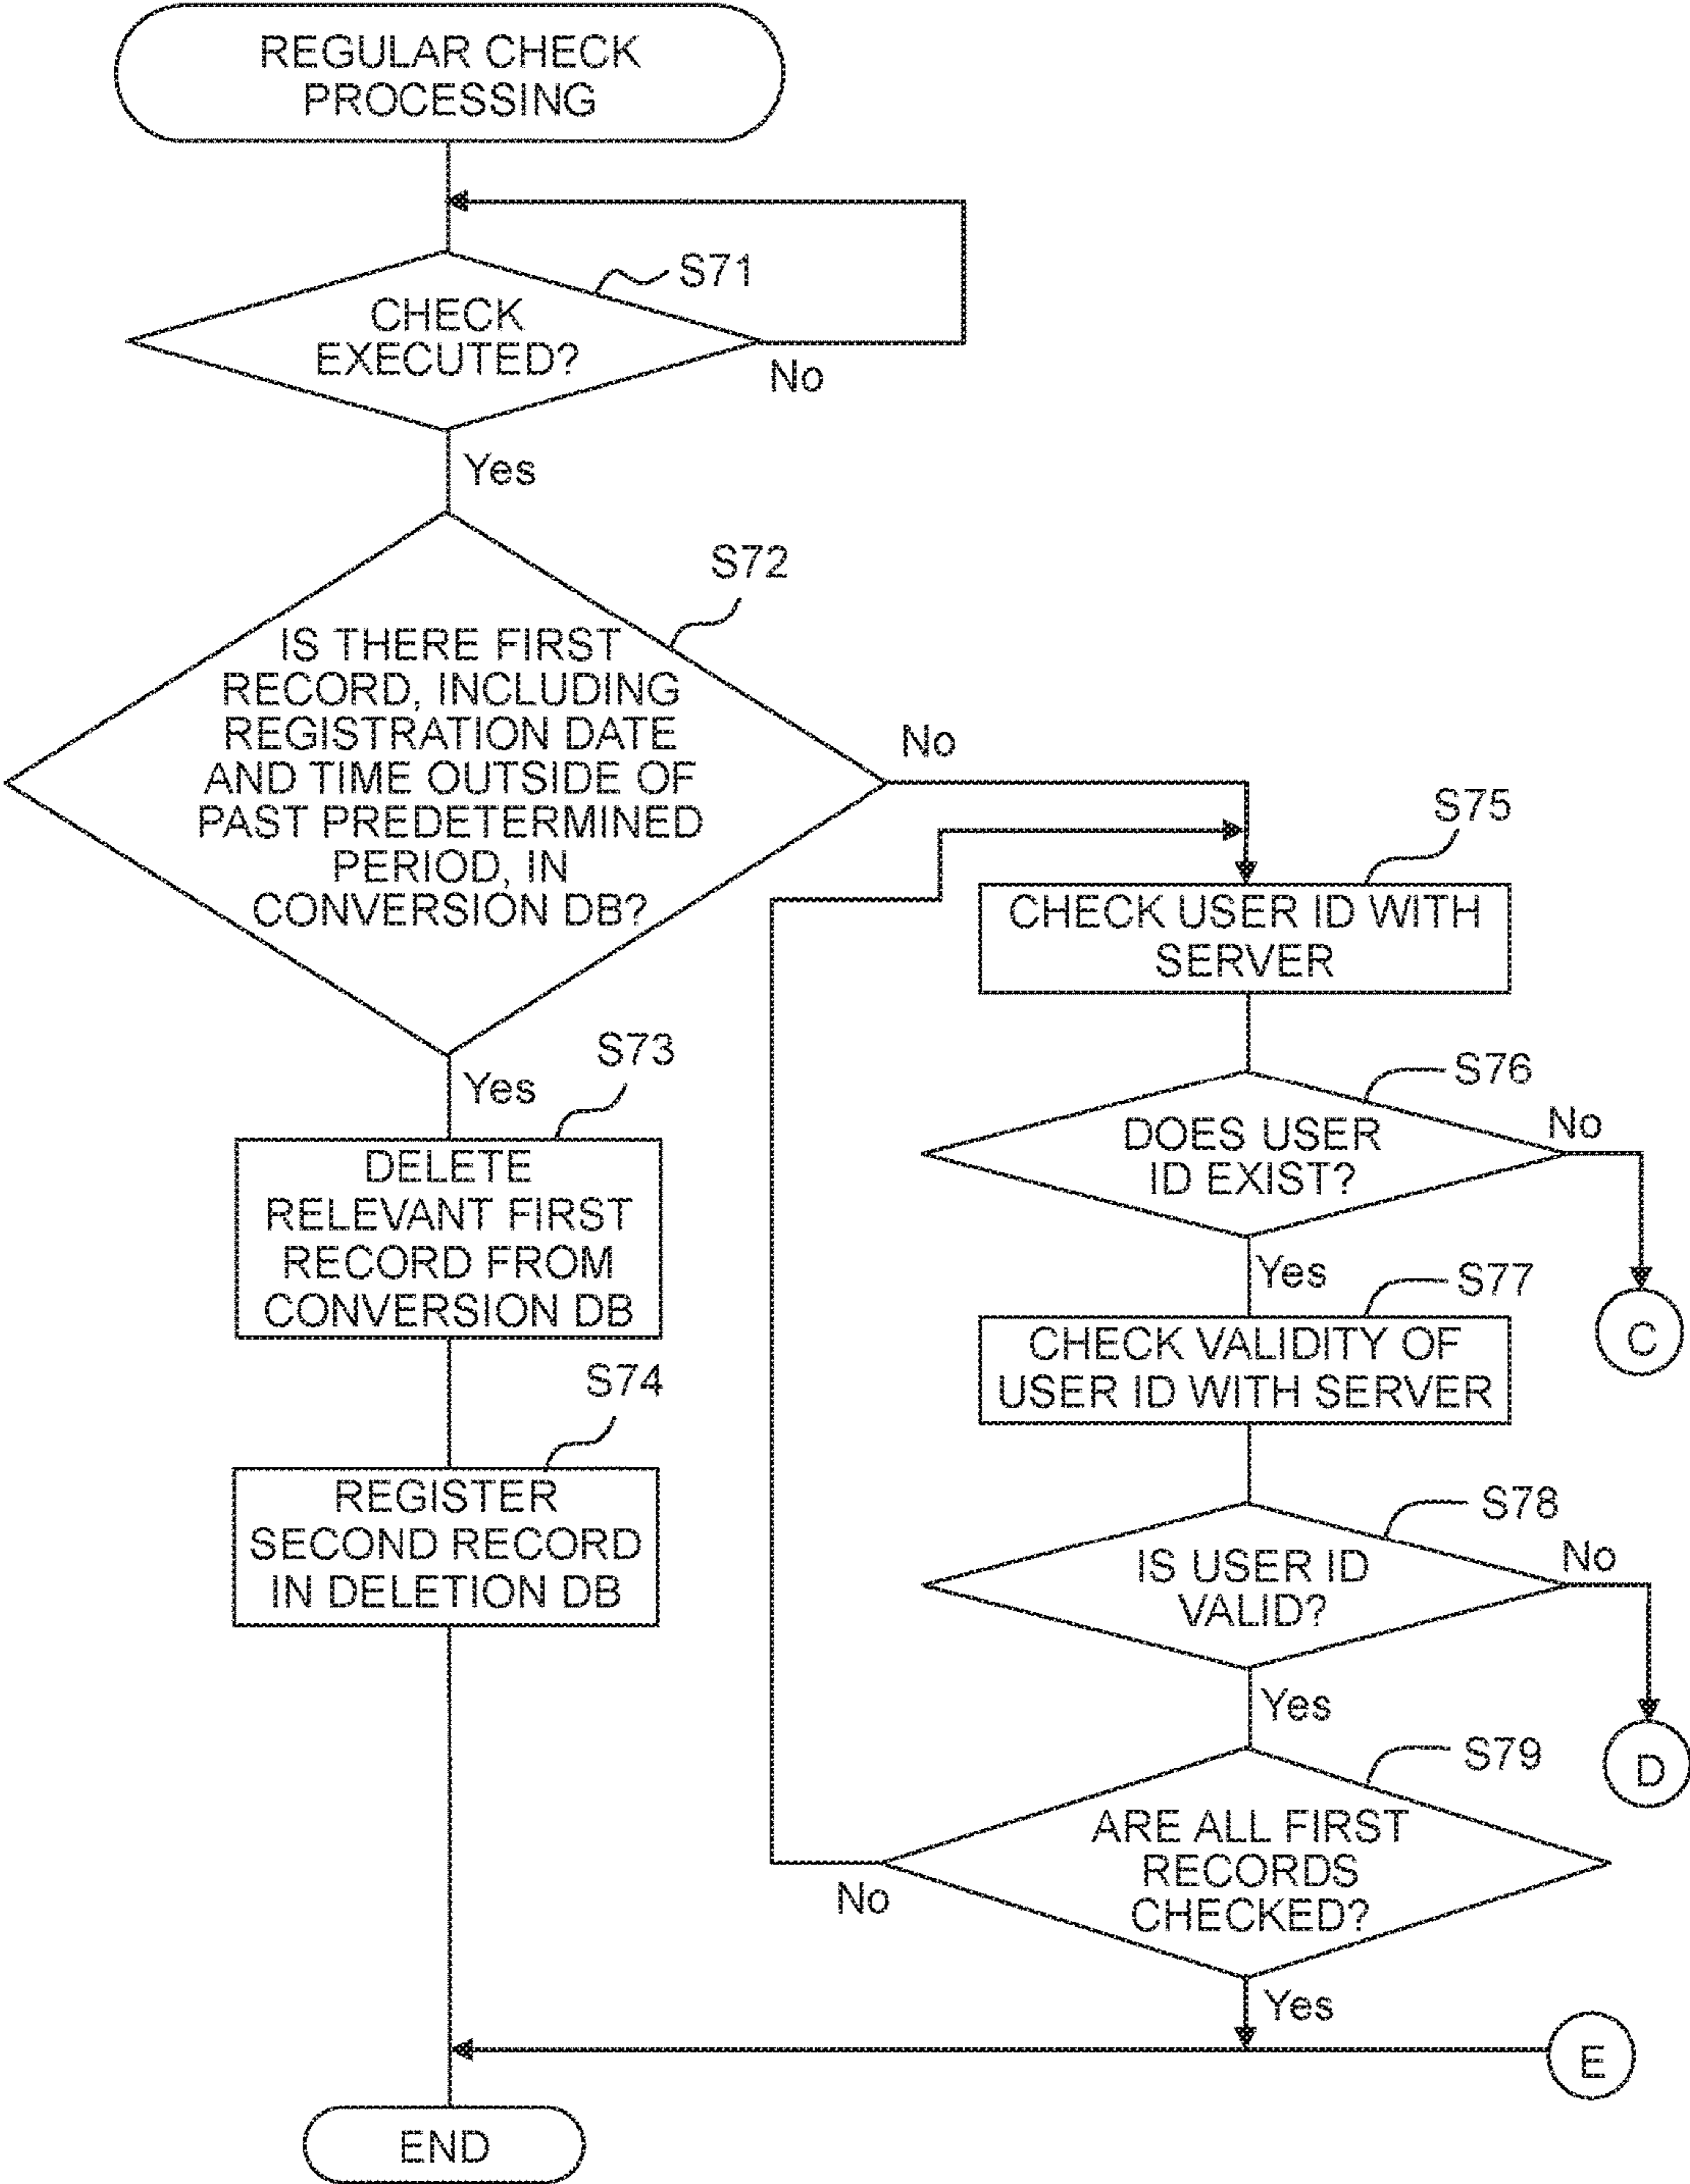 REGULAR CHECK
PROCESSING
S71
CHECK
EXECUTED?
No
Yes
S72
IS THERE FIRST
RECORD, INCLUDING
REGISTRATION DATE
AND TIME OUTSIDE OF
PAST PREDETERMINED
PERIOD, IN
CONVERSION DB?
No
Yes
S73
DELETE
RELEVANT FIRST
RECORD FROM
CONVERSION DB
S74
REGISTER
SECOND RECORD
IN DELETION DB
S75
CHECK USER ID WITH
SERVER
S76
DOES USER
ID EXIST?
No
C
Yes
S77
CHECK VALIDITY OF
USER ID WITH SERVER
S78
IS USER ID
VALID?
No
D
Yes
S79
ARE ALL FIRST
RECORDS
CHECKED?
No
Yes
E
END